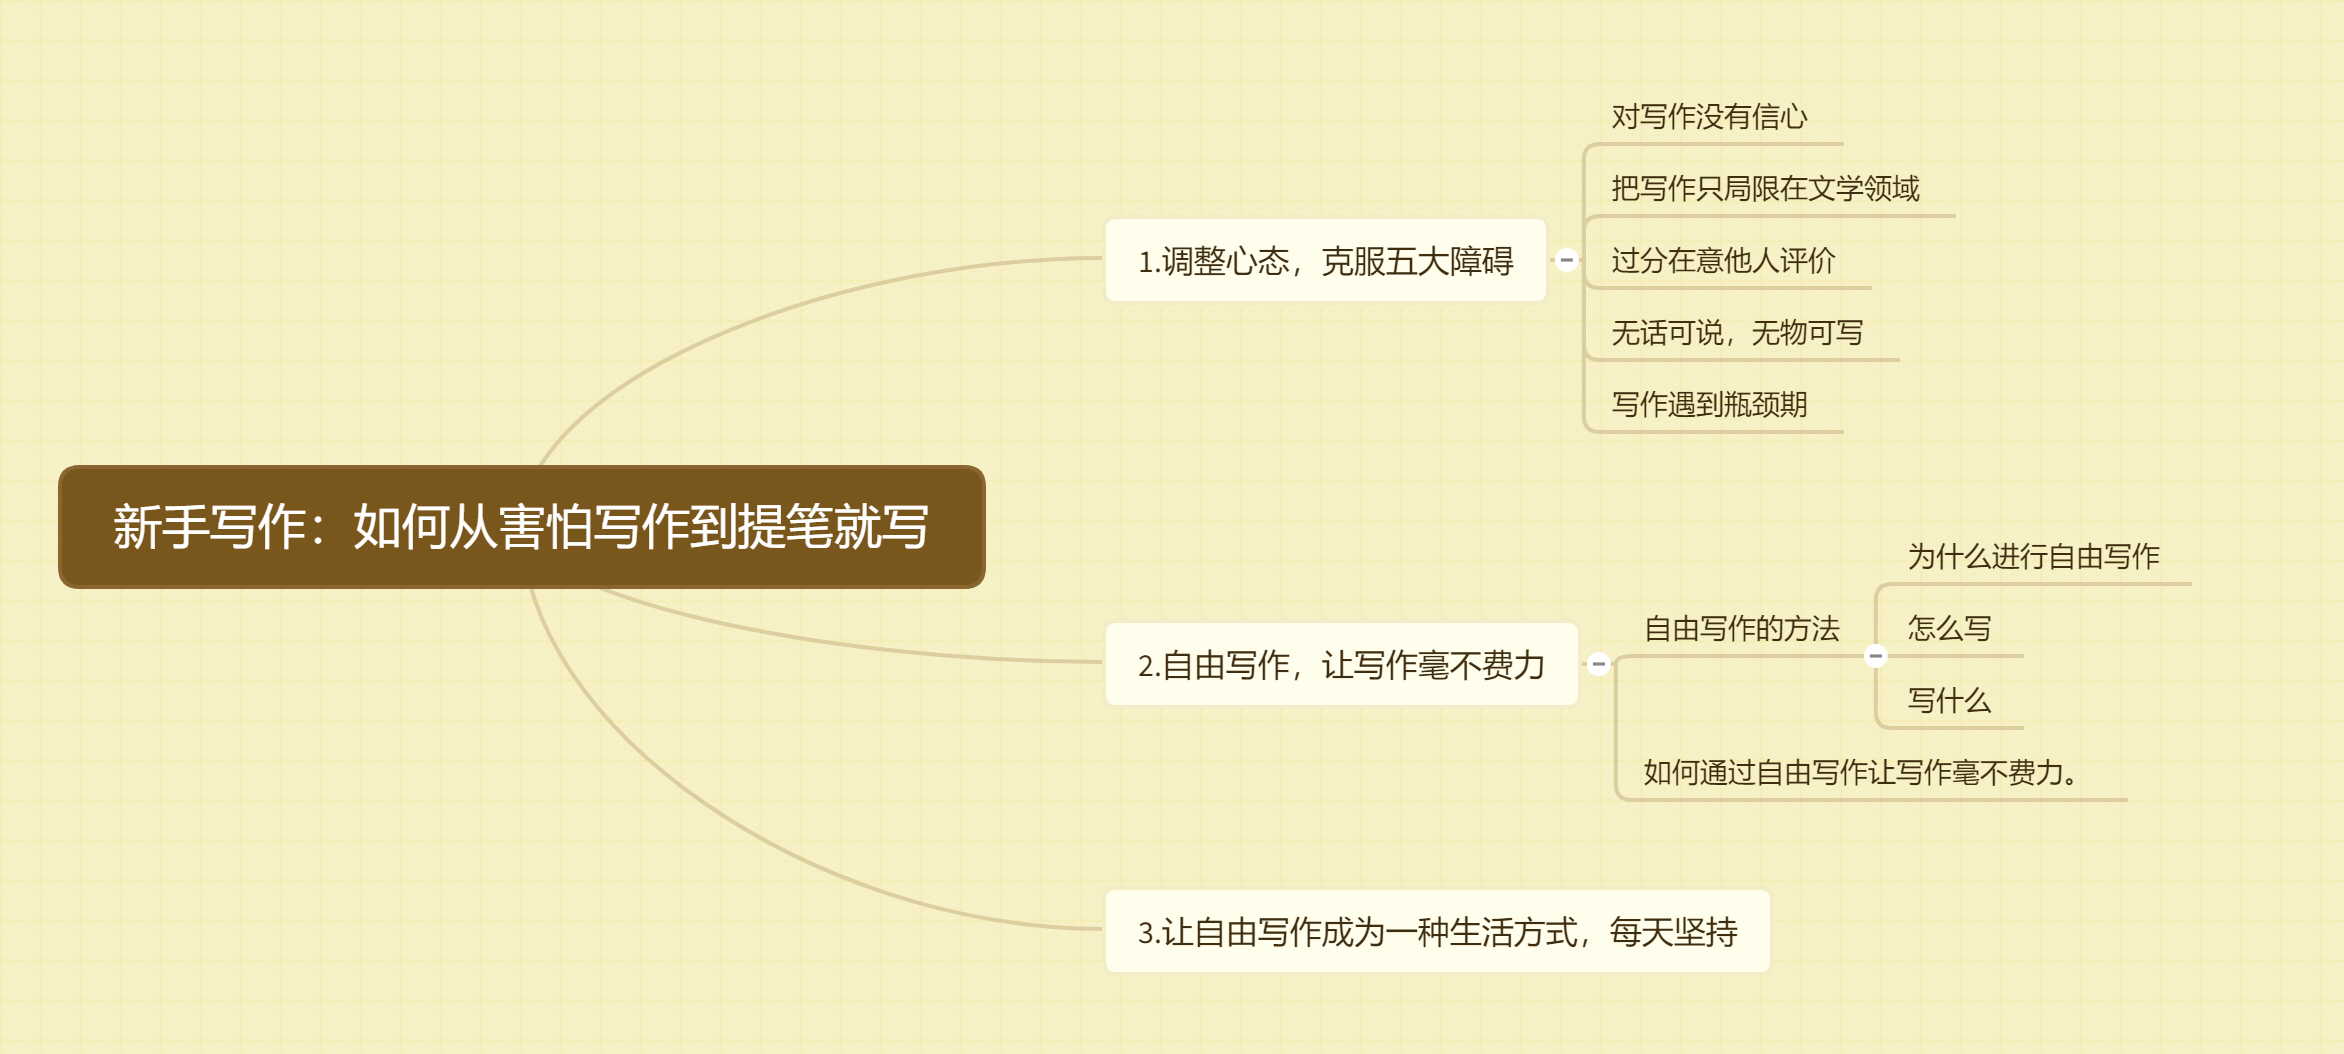 新手写作：如何从害怕写作到提笔就写
1.调整心态，克服五大障碍
对写作没有信心
把写作只局限在文学领域
过分在意他人评价
无话可说，无物可写
写作遇到瓶颈期
2.自由写作，让写作毫不费力
自由写作的方法
为什么进行自由写作
怎么写
写什么
如何通过自由写作让写作毫不费力。
3.让自由写作成为一种生活方式，每天坚持